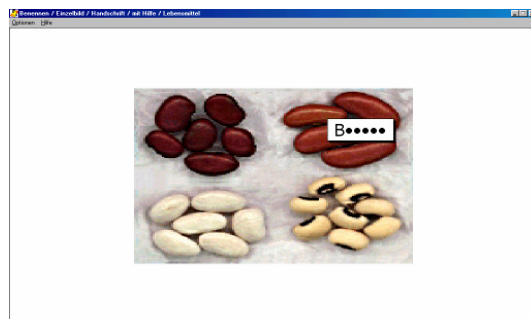 Benennen / Einzelbild / Handschrift / mit Hilfe / Lebensmittel
Optionen Hilfe
B●●●●●